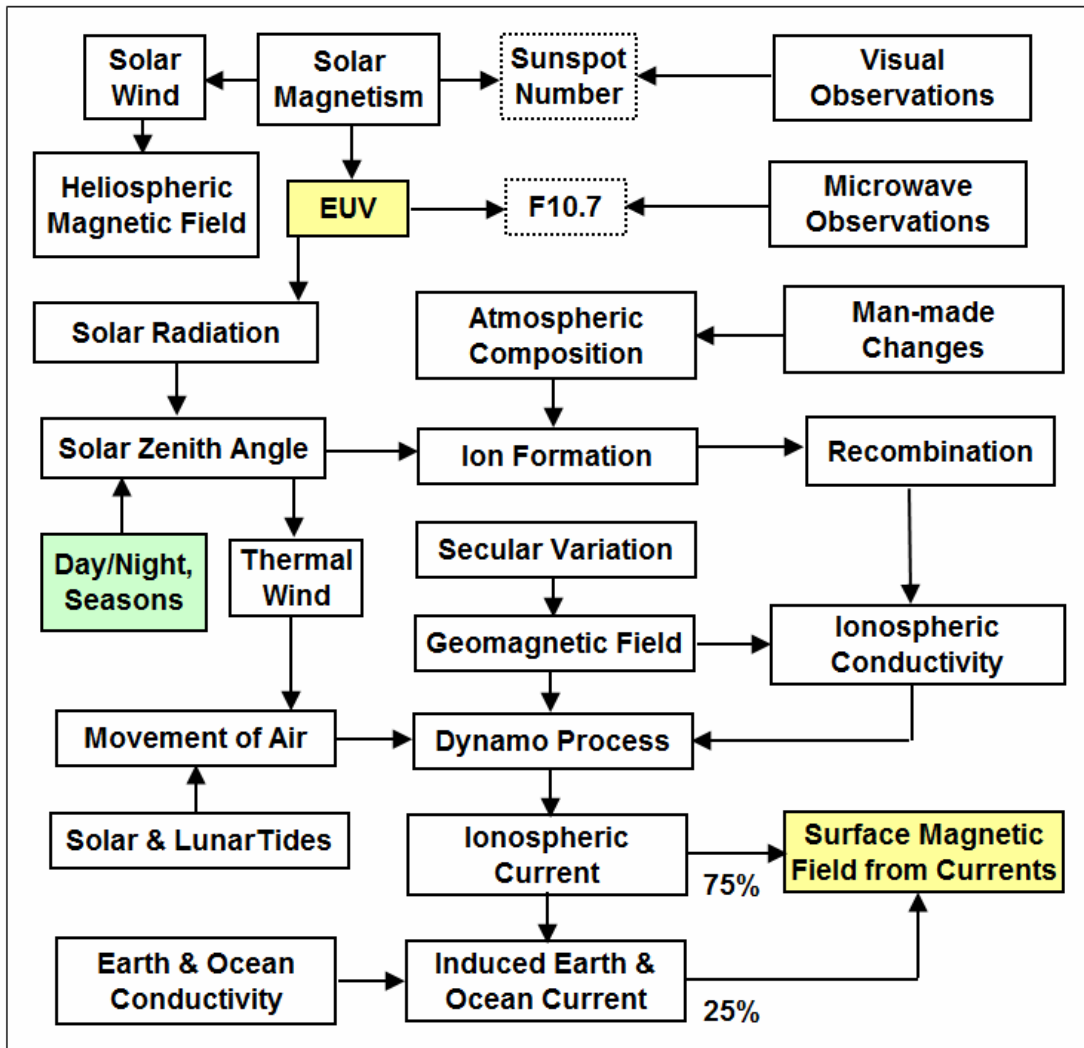 Solar
Wind
Solar
Magnetism
Sunspot
Number
Visual
Observations
Heliospheric
Magnetic Field
EUV
F10.7
Microwave
Observations
Solar Radiation
Atmospheric
Composition
Man-made
Changes
Solar Zenith Angle
Ion Formation
Recombination
Day/Night,
Seasons
Thermal
Wind
Secular Variation
Geomagnetic Field
Ionospheric
Conductivity
Movement of Air
Dynamo Process
Solar & Lunar Tides
Ionospheric
Current
75%
Surface Magnetic
Field from Currents
Earth & Ocean
Conductivity
Induced Earth &
Ocean Current
25%